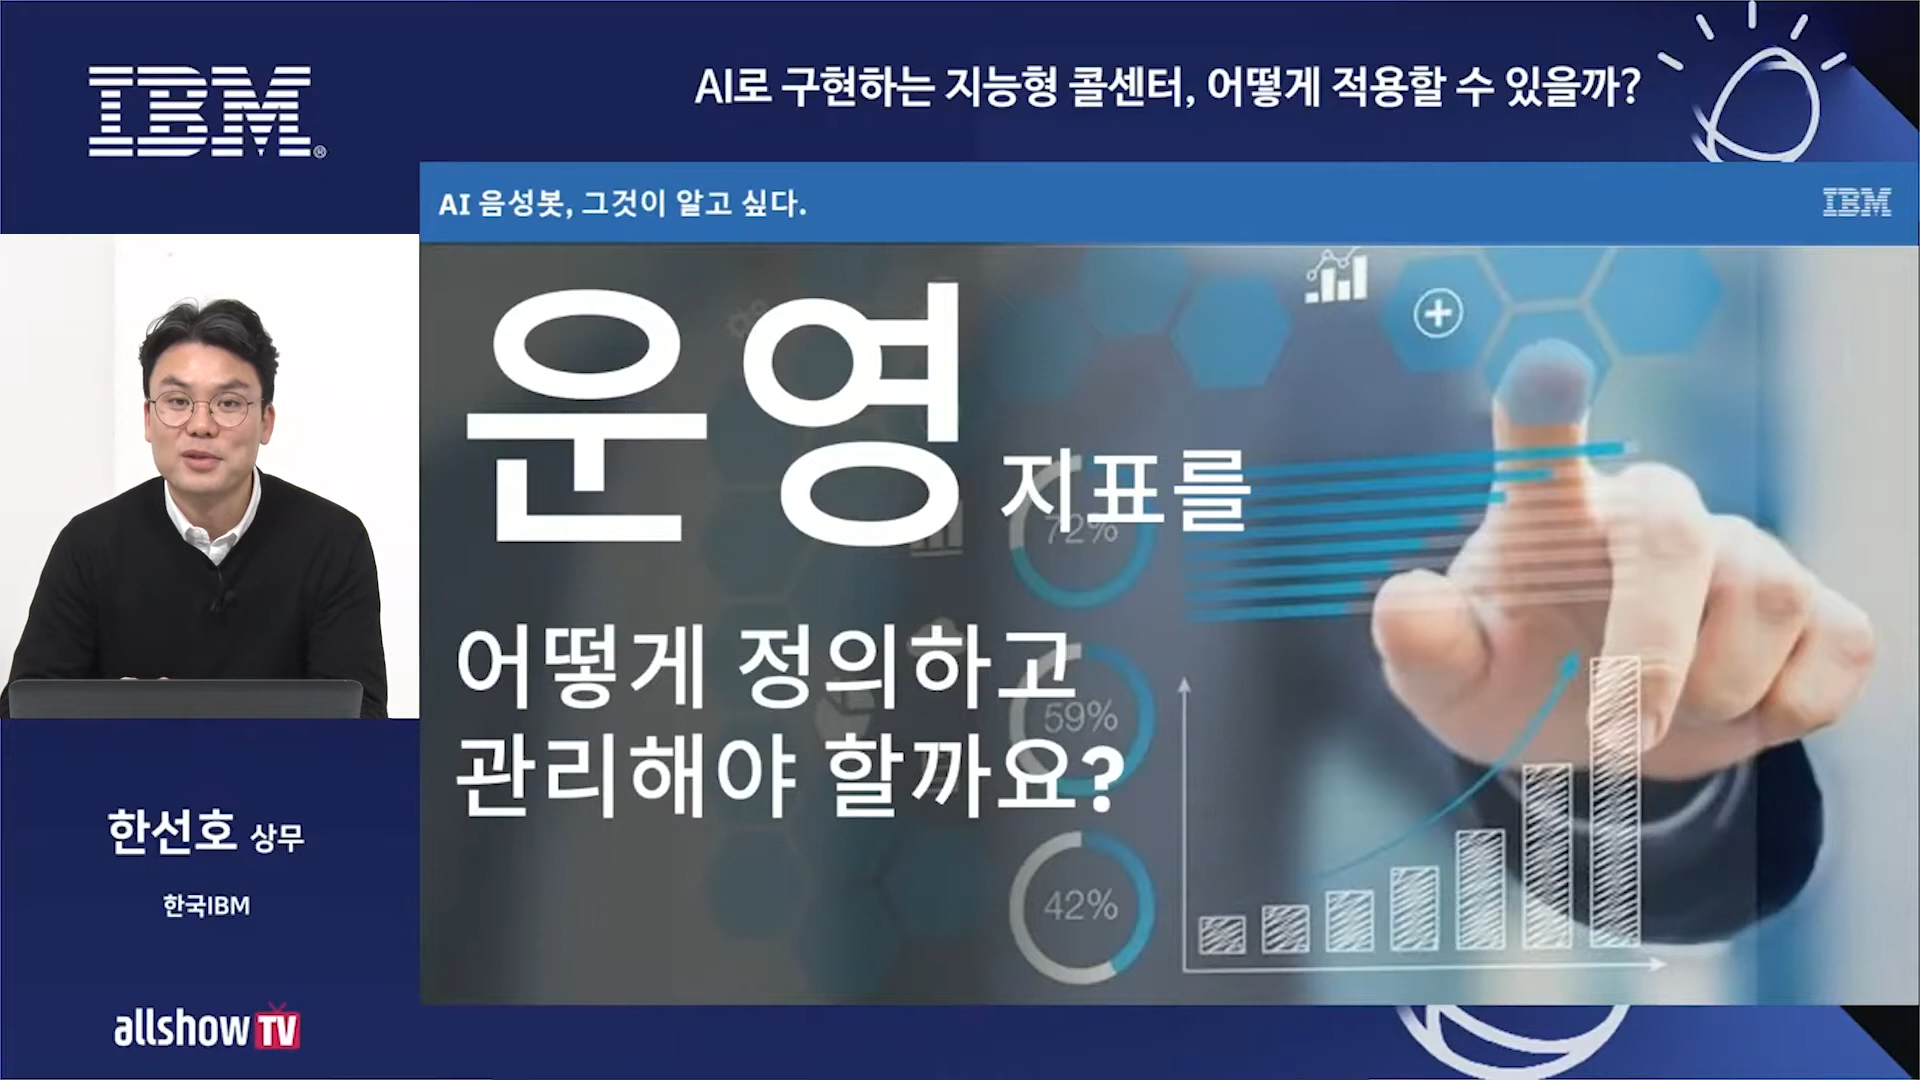 IBM®
AI로 구현하는 지능형 콜센터, 어떻게 적용할 수 있을까?
AI 음성봇, 그것이 알고 싶다.
IBM
운영 지표를
어떻게 정의하고
관리해야 할까요?
72%
59%
42%
한선호 상무
한국IBM
allshow TV